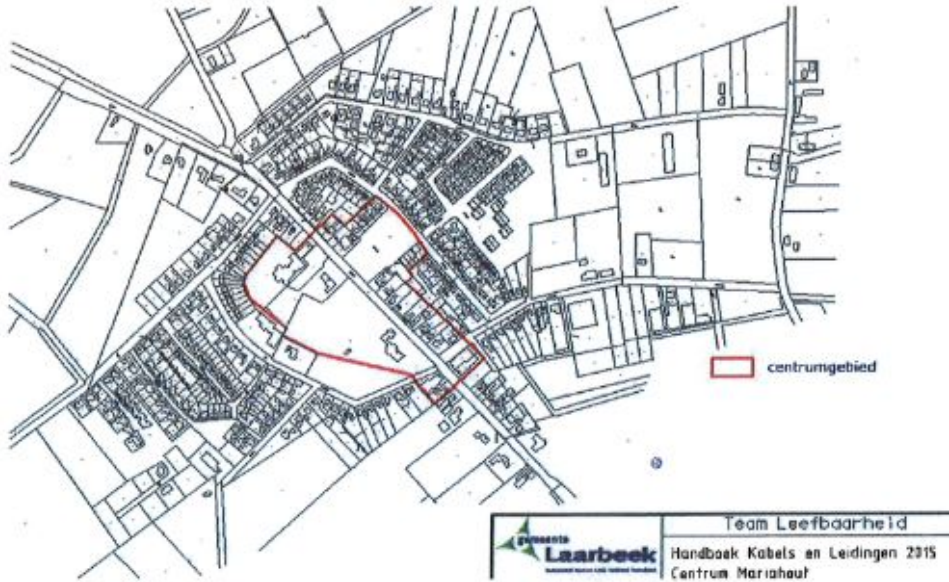 centrumgebied
gemeente
Laarbeek
Team Leefbaarheid
Handboek Kabels en Leidingen 2015
Centrum Mariahout